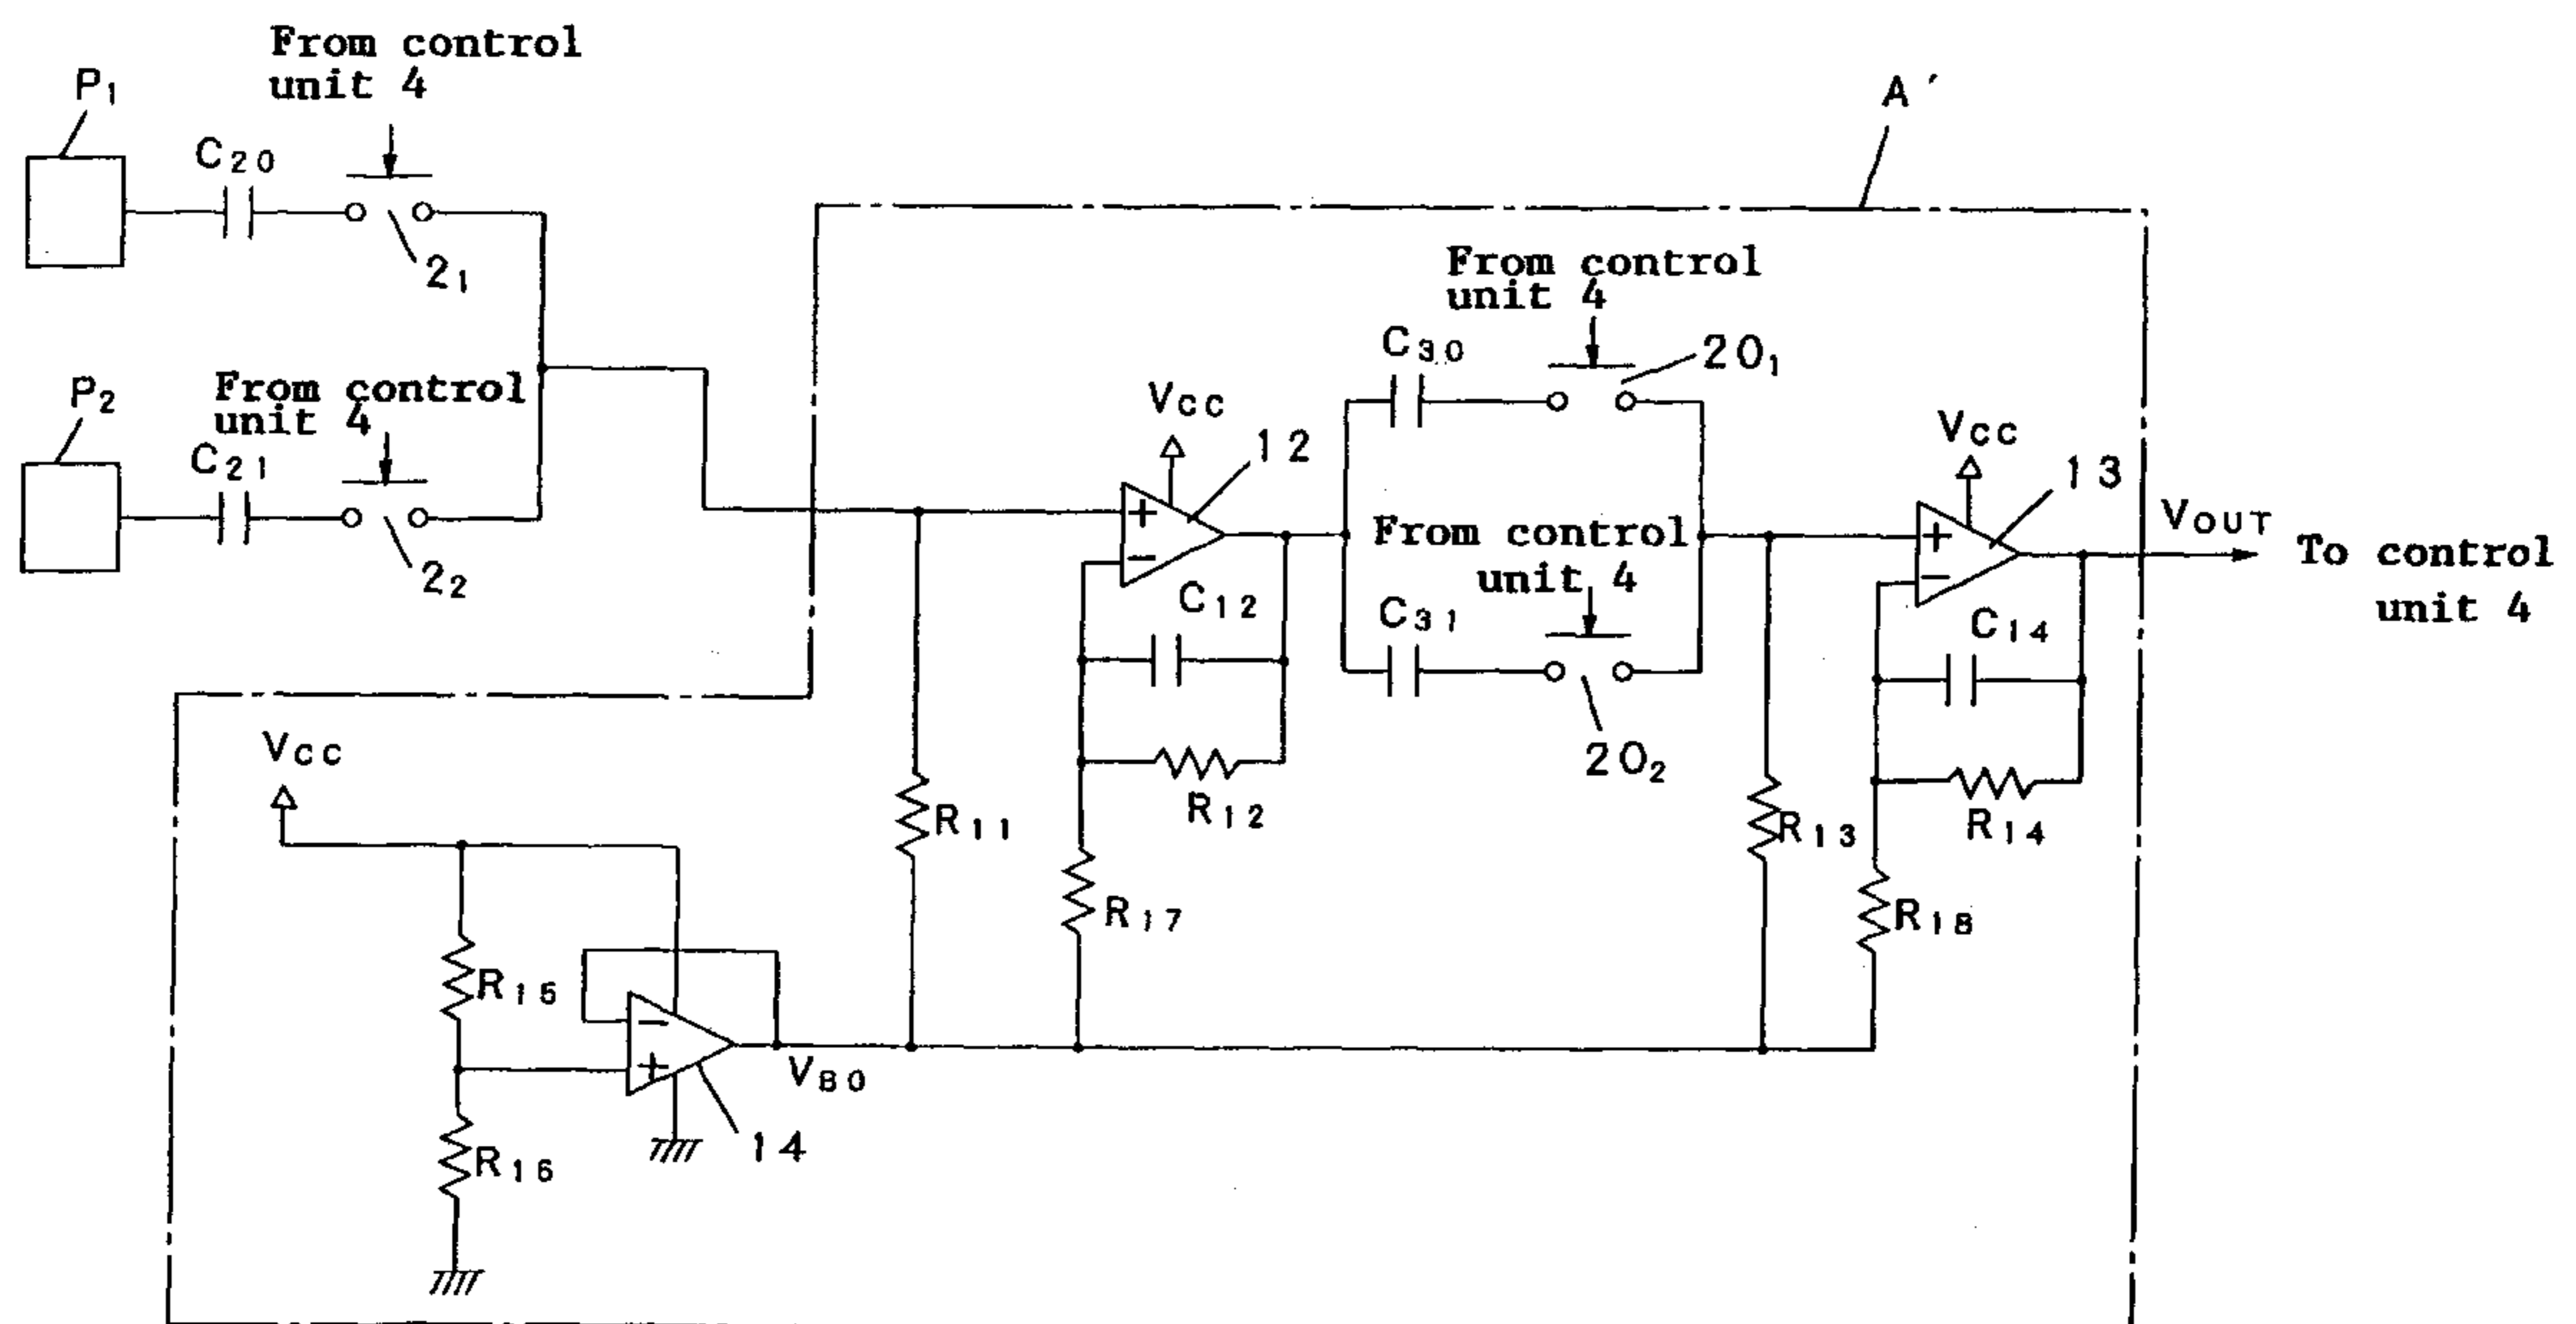 From control
unit 4
P1
C20
21
A'
From control
unit 4
P2
C21
22
From control
unit 4
C30
201
VCC
12
VCC
13
VOUT
To control
unit 4
From control
unit 4
C31
202
C12
C14
R12
R14
VCC
R11
R13
R17
R18
R15
VB0
14
R16